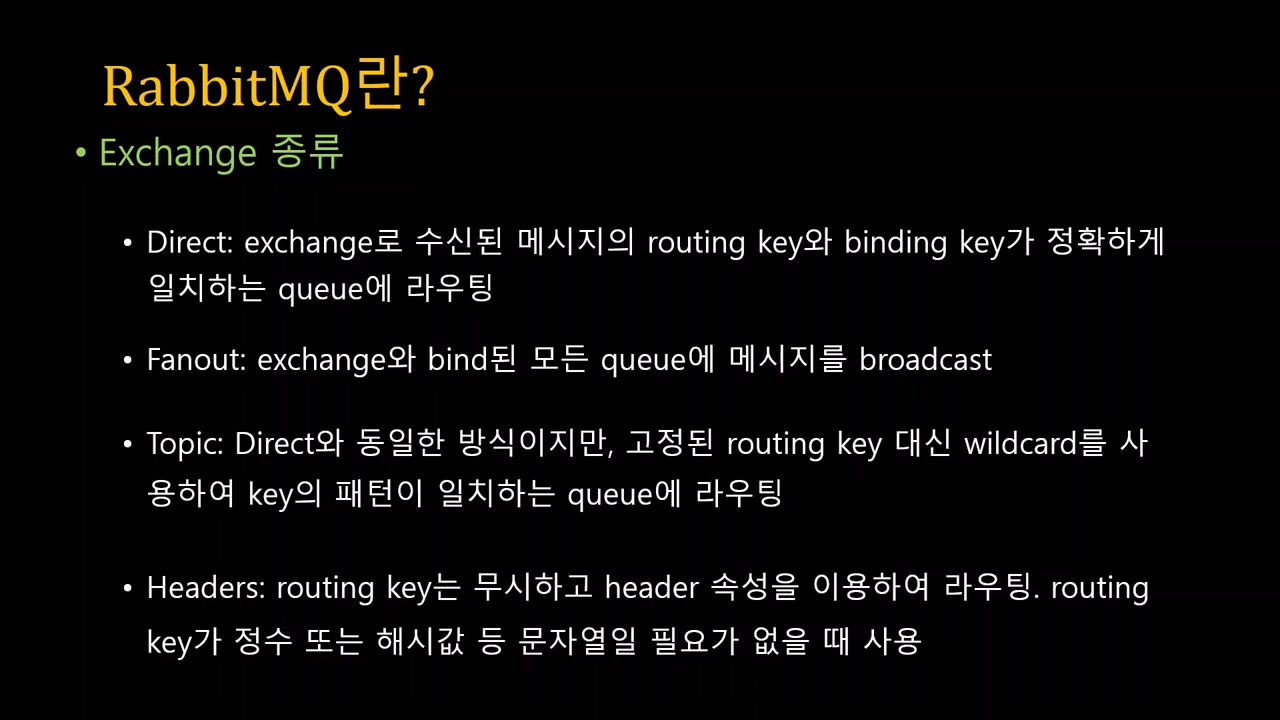 RabbitMQ란?
• Exchange 종류
• Direct: exchange로 수신된 메시지의 routing key와 binding key가 정확하게
일치하는 queue에 라우팅
• Fanout: exchange와 bind된 모든 queue에 메시지를 broadcast
• Topic: Direct와 동일한 방식이지만, 고정된 routing key 대신 wildcard를 사
용하여 key의 패턴이 일치하는 queue에 라우팅
• Headers: routing key는 무시하고 header 속성을 이용하여 라우팅. routing
key가 정수 또는 해시값 등 문자열일 필요가 없을 때 사용